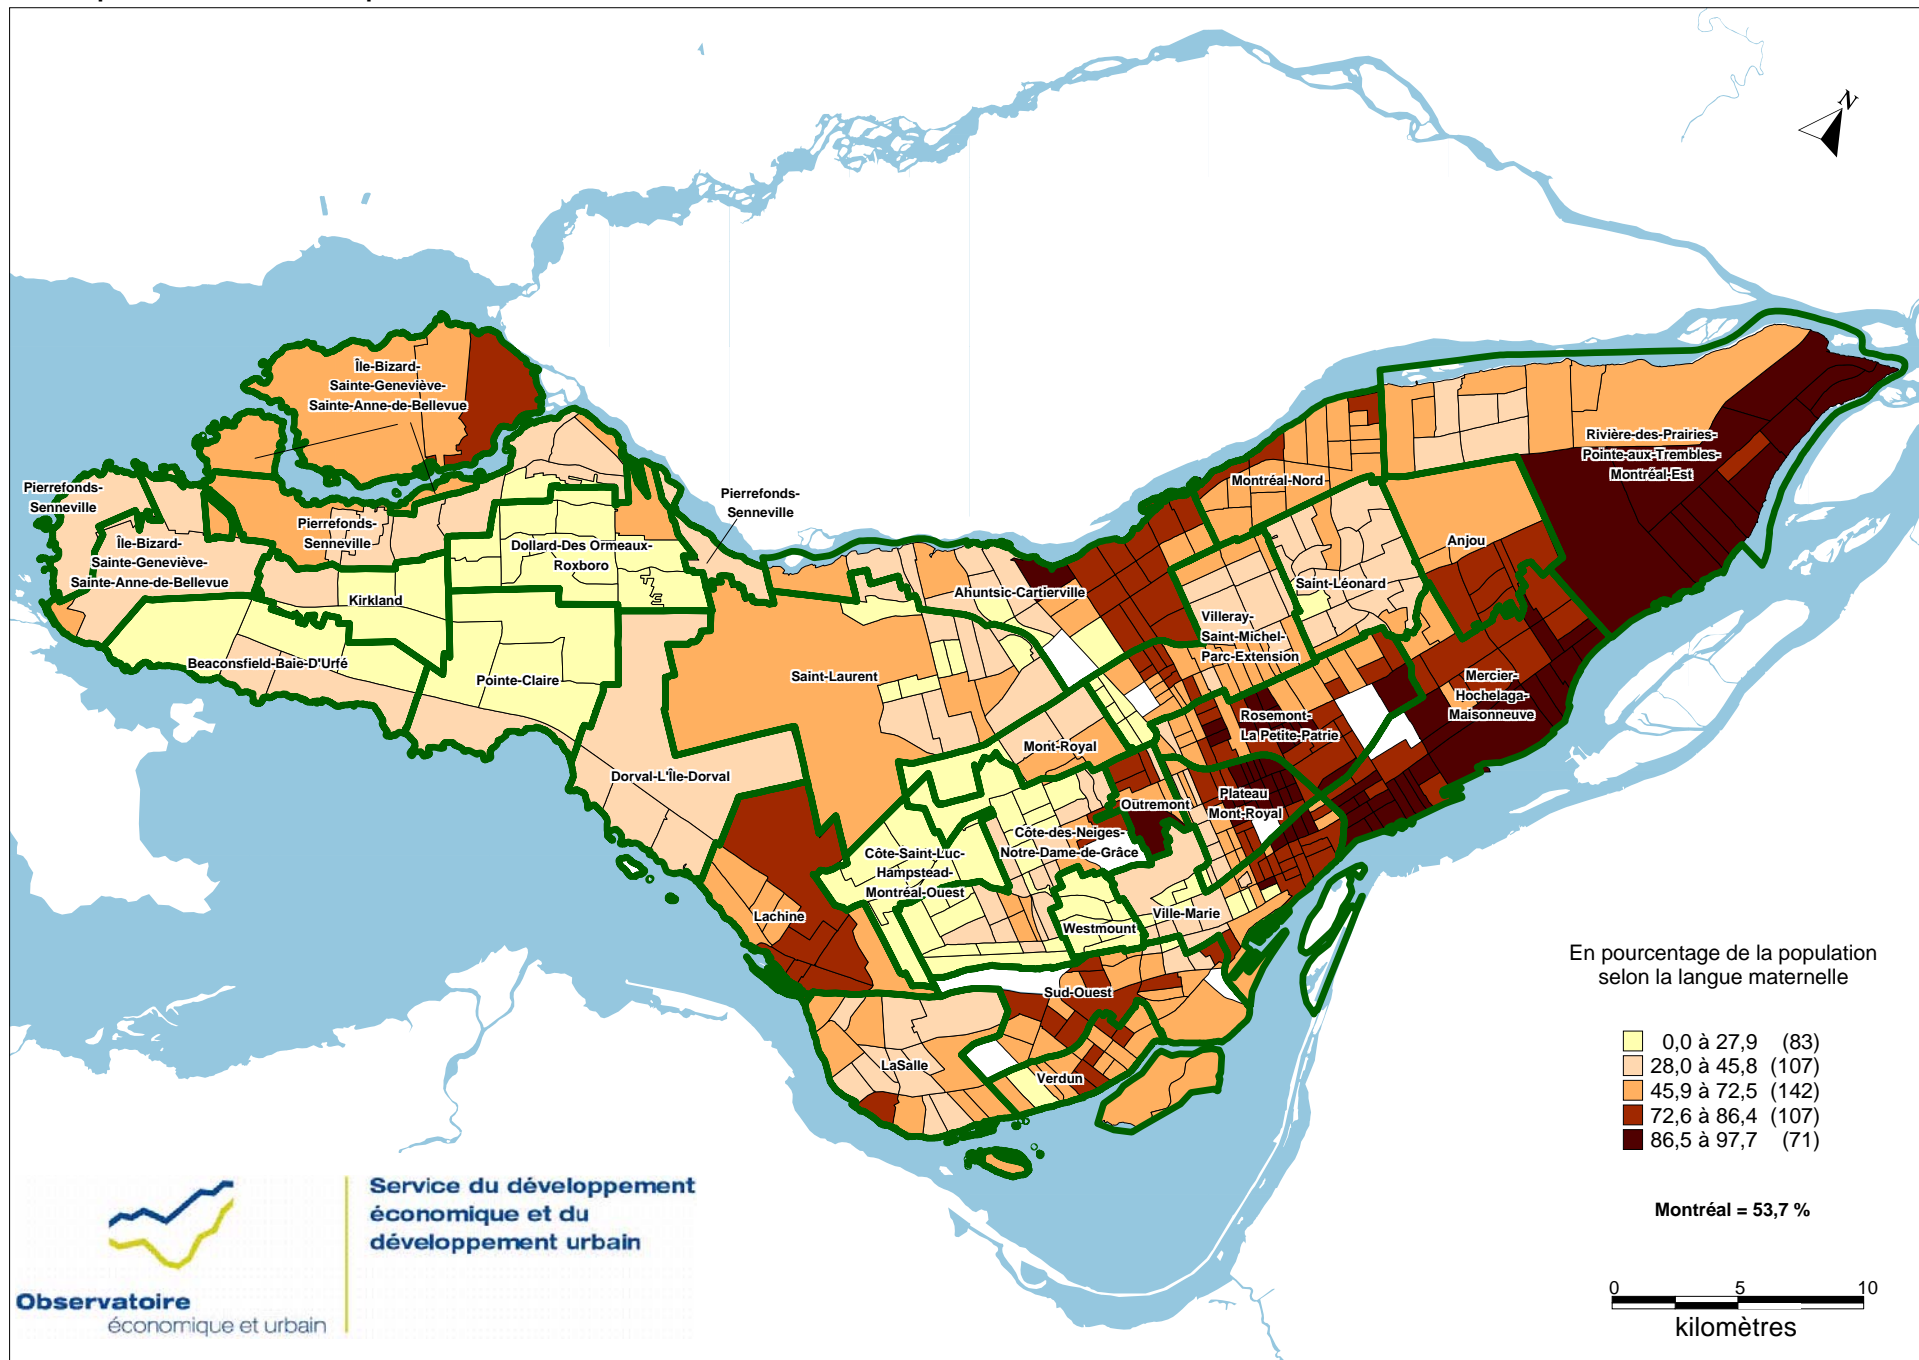 N
Île-Bizard-
Sainte-Geneviève-
Sainte-Anne-de-Bellevue
Rivière-des-Prairies-
Pointe-aux-Trembles-
Montréal-Est
Pierrefonds-
Senneville
Montréal-Nord
Pierrefonds-
Senneville
Pierrefonds-
Senneville
Île-Bizard-
Sainte-Geneviève-
Sainte-Anne-de-Bellevue
Dollard-Des Ormeaux-
Roxboro
Anjou
Saint-Léonard
Ahuntsic-Cartierville
Kirkland
Villeray-
Saint-Michel-
Parc-Extension
Beaconsfield-Baie-D'Urfé
Pointe-Claire
Saint-Laurent
Mercier-
Hochelaga-
Maisonneuve
Rosemont-
La Petite-Patrie
Mont-Royal
Dorval-L'Île-Dorval
Outremont
Plateau
Mont-Royal
Côte-des-Neiges-
Notre-Dame-de-Grâce
Côte-Saint-Luc-
Hampstead-
Montréal-Ouest
Lachine
Westmount
Ville-Marie
Sud-Ouest
LaSalle
Verdun
En pourcentage de la population
selon la langue maternelle
0,0 à 27,9 (83)
28,0 à 45,8 (107)
45,9 à 72,5 (142)
72,6 à 86,4 (107)
86,5 à 97,7 (71)
Montréal = 53,7 %
0 5 10
kilomètres
Service du développement
économique et du
développement urbain
Observatoire
économique et urbain